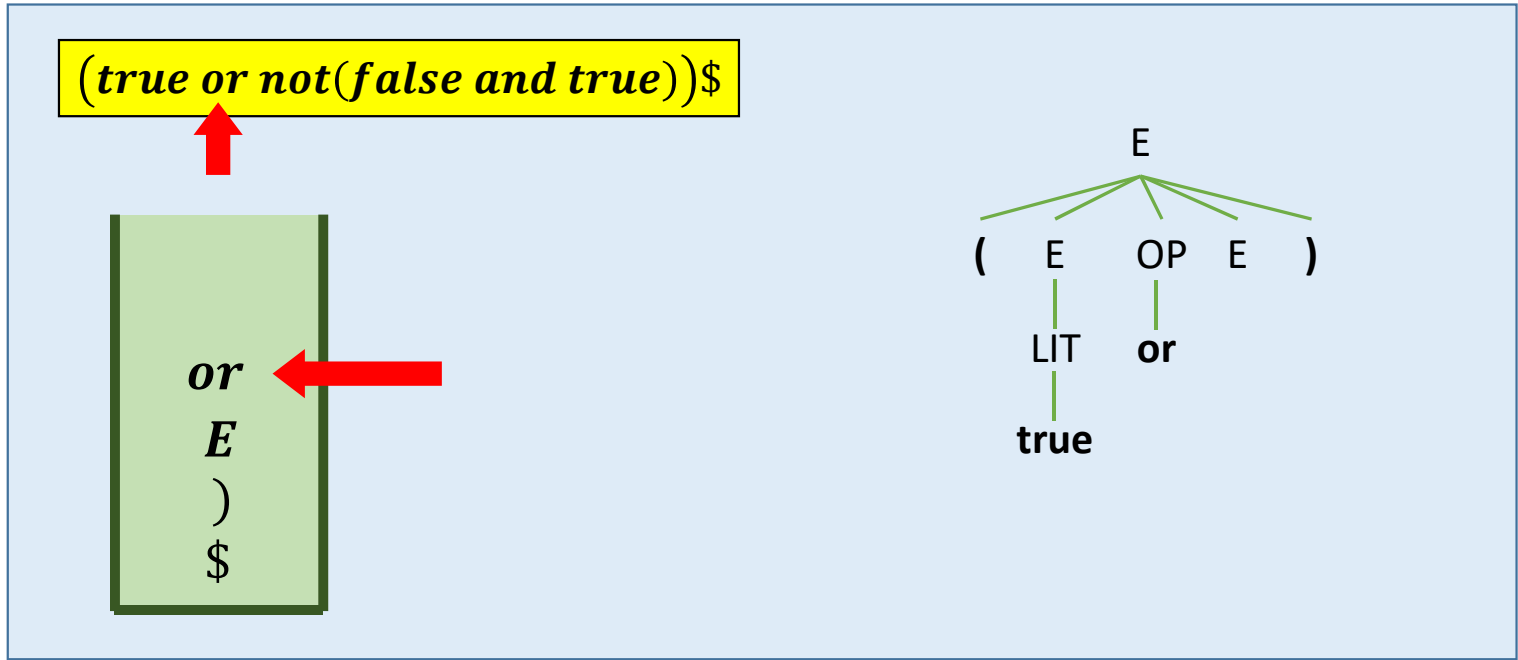 (true or not(false and true))$
or
E
)
$
E
( E OP E )
LIT or
true